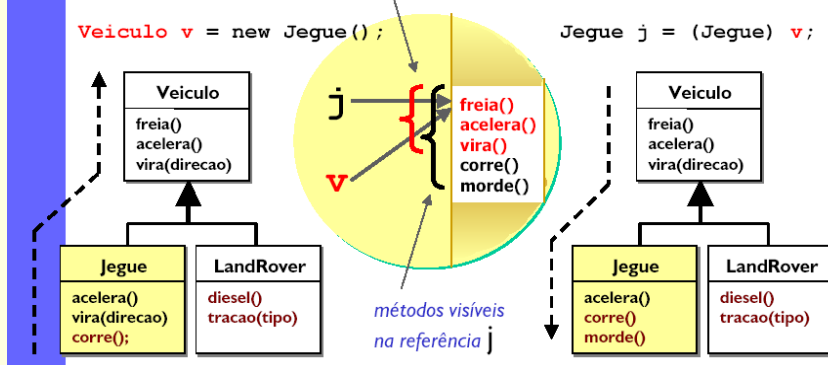 Veiculo v = new Jegue();
Jegue j = (Jegue) v;
Veiculo
freia()
acelera()
vira(direcao)
Jegue
acelera()
vira(direcao)
corre();
LandRover
diesel()
tracao(tipo)
j
v
freia()
acelera()
vira()
corre()
morde()
métodos visíveis
na referência j
Veiculo
freia()
acelera()
vira(direcao)
Jegue
acelera()
corre()
morde()
LandRover
diesel()
tracao(tipo)